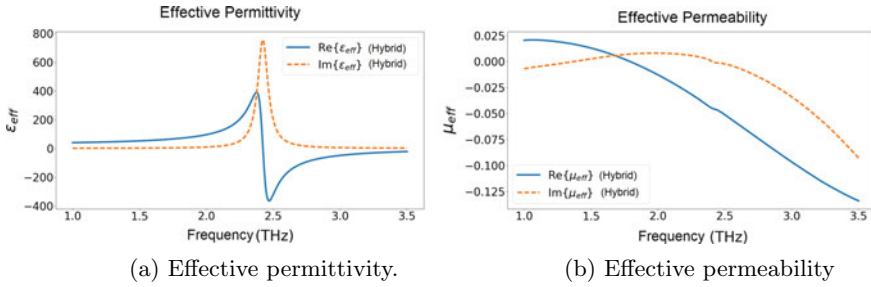 Effective Permittivity
800
600
400
200
0
−200
−400
ε_eff
Re{ε_eff} (Hybrid)
Im{ε_eff} (Hybrid)
1.0 1.5 2.0 2.5 3.0 3.5
Frequency(THz)
(a) Effective permittivity.
Effective Permeability
0.025
0.000
−0.025
−0.050
−0.075
−0.100
−0.125
μ_eff
Re{μ_eff} (Hybrid)
Im{μ_eff} (Hybrid)
1.0 1.5 2.0 2.5 3.0 3.5
Frequency (THz)
(b) Effective permeability